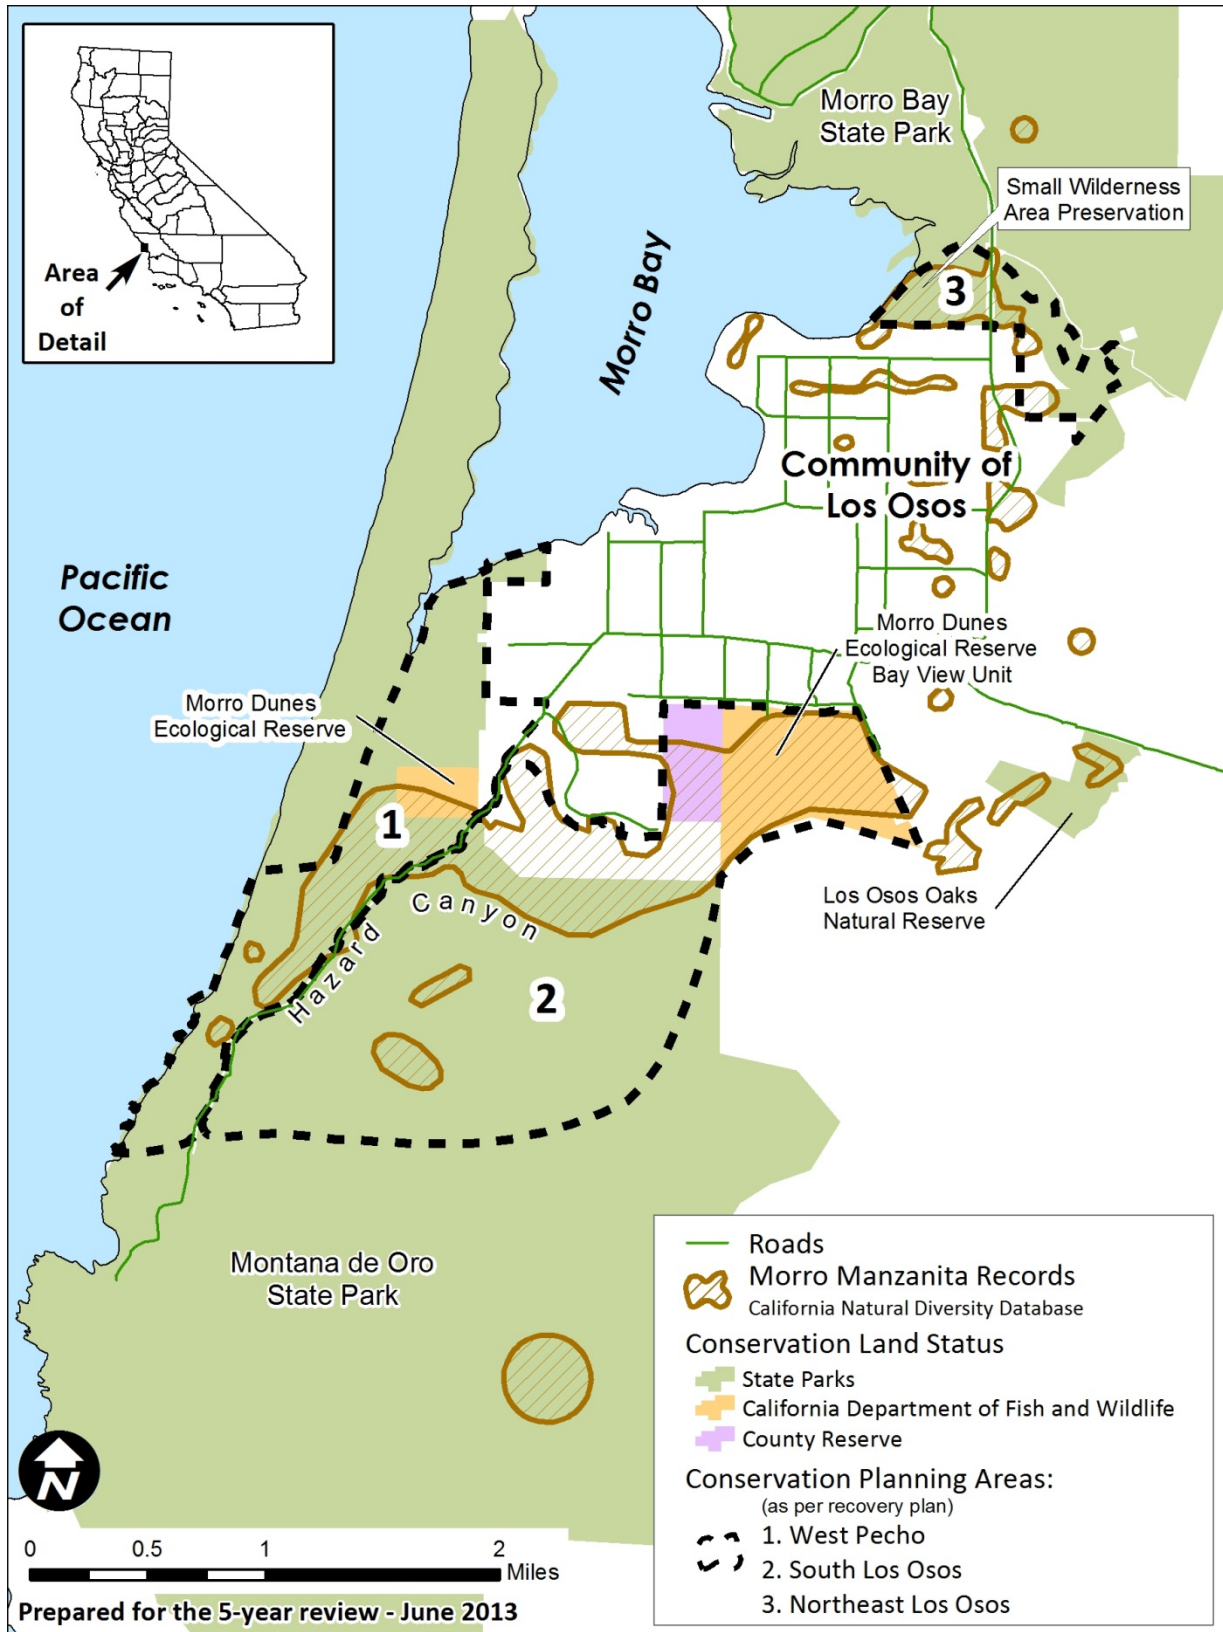 Area
of
Detail
Morro Bay
State Park
Small Wilderness
Area Preservation
3
Morro Bay
Community of
Los Osos
Pacific
Ocean
Morro Dunes
Ecological Reserve
Bay View Unit
Morro Dunes
Ecological Reserve
1
Los Osos Oaks
Natural Reserve
Hazard Canyon
2
Montana de Oro
State Park
N
0 0.5 1 2
Miles
Prepared for the 5-year review - June 2013
Roads
Morro Manzanita Records
California Natural Diversity Database
Conservation Land Status
State Parks
California Department of Fish and Wildlife
County Reserve
Conservation Planning Areas:
(as per recovery plan)
1. West Pecho
2. South Los Osos
3. Northeast Los Osos